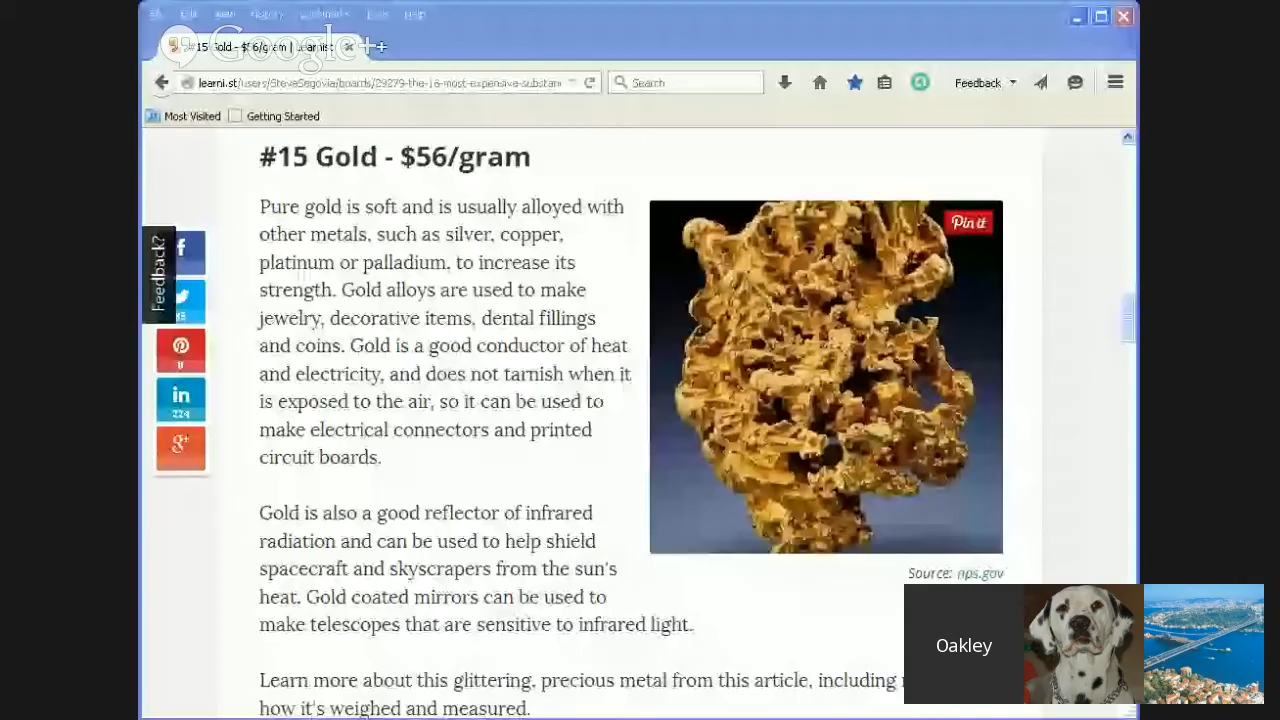 Google++
#15 Gold - $56/gram | Learnist
learni.st/users/SteveSegovia/boards/29279-the-16-most-expensive-substan
Search
Feedback
Most Visited
Getting Started
#15 Gold - $56/gram
Pure gold is soft and is usually alloyed with
other metals, such as silver, copper,
platinum or palladium, to increase its
strength. Gold alloys are used to make
jewelry, decorative items, dental fillings
and coins. Gold is a good conductor of heat
and electricity, and does not tarnish when it
is exposed to the air, so it can be used to
make electrical connectors and printed
circuit boards.
Gold is also a good reflector of infrared
radiation and can be used to help shield
spacecraft and skyscrapers from the sun's
heat. Gold coated mirrors can be used to
make telescopes that are sensitive to infrared light.
Learn more about this glittering, precious metal from this article, including
how it's weighed and measured.
Pin it
Source: nps.gov
Feedback?
f
in
224
g+
Oakley